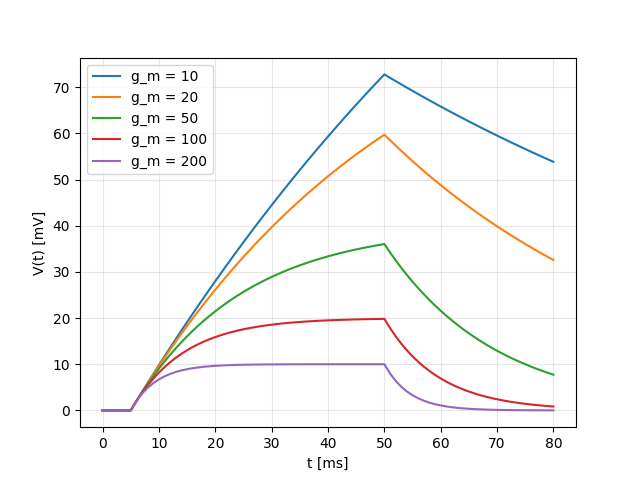 g_m = 10
g_m = 20
g_m = 50
g_m = 100
g_m = 200
V(t) [mV]
70
60
50
40
30
20
10
0
0 10 20 30 40 50 60 70 80
t [ms]